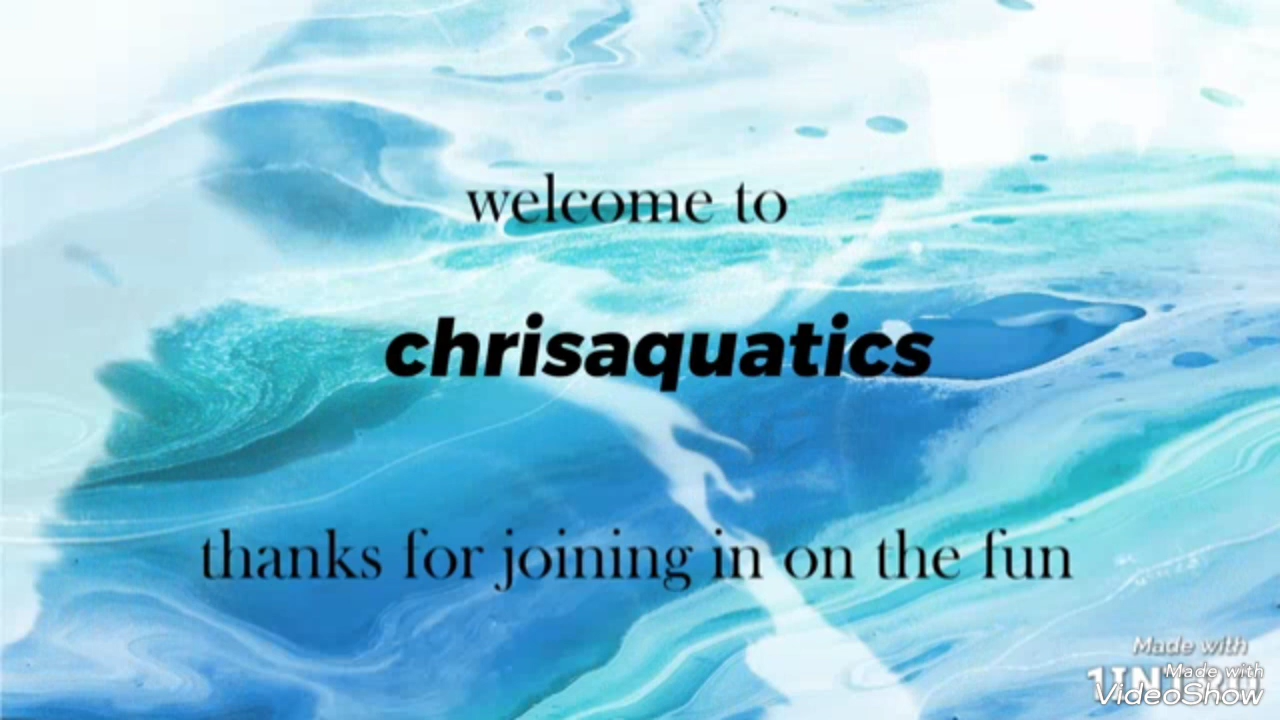 welcome to
chrisaquatics
thanks for joining in on the fun
Made with
Made with
VideoShow